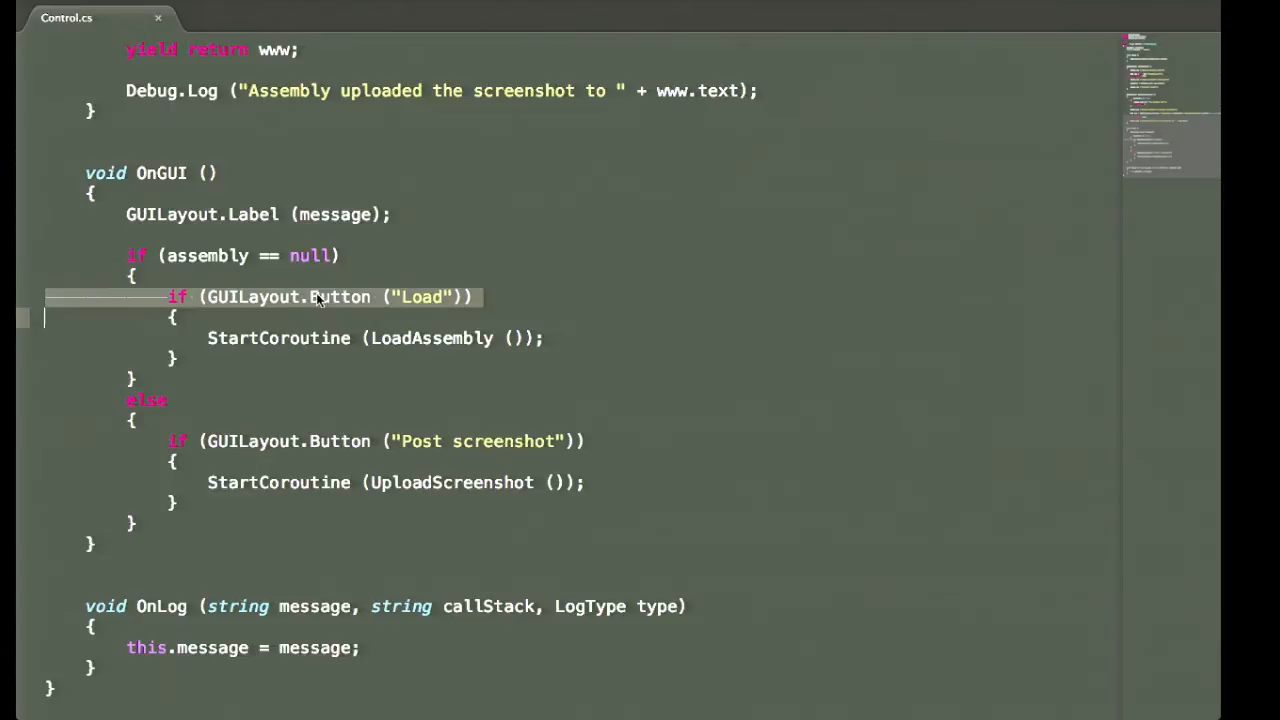 Control.cs
yield return www;
Debug.Log ("Assembly uploaded the screenshot to " + www.text);
}
void OnGUI ()
{
GUILayout.Label (message);
if (assembly == null)
{
if (GUILayout.Button ("Load"))
{
StartCoroutine (LoadAssembly ());
}
}
else
{
if (GUILayout.Button ("Post screenshot"))
{
StartCoroutine (UploadScreenshot ());
}
}
}
void OnLog (string message, string callStack, LogType type)
{
this.message = message;
}
}